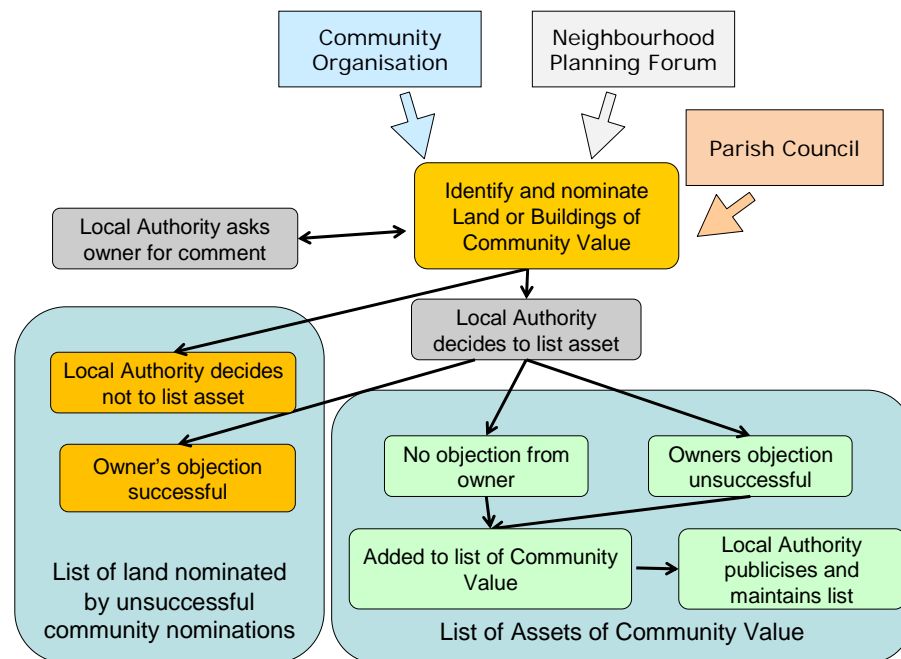 Community
Organisation
Neighbourhood
Planning Forum
Parish Council
Identify and nominate
Land or Buildings of
Community Value
Local Authority asks
owner for comment
Local Authority
decides to list asset
Local Authority decides
not to list asset
Owner's objection
successful
No objection from
owner
Owners objection
unsuccessful
Added to list of Community
Value
Local Authority
publicises and
maintains list
List of land nominated
by unsuccessful
community nominations
List of Assets of Community Value